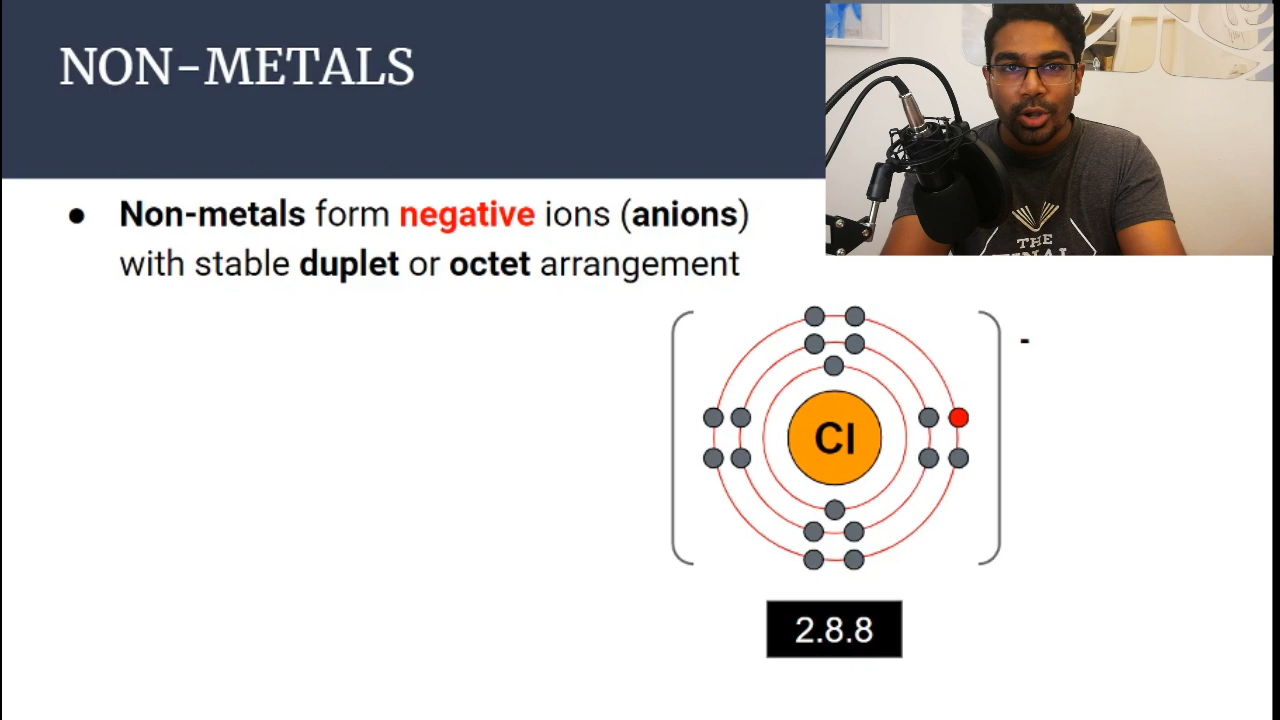 NON-METALS
● Non-metals form negative ions (anions)
with stable duplet or octet arrangement
THE
FINAL
-
Cl
2.8.8